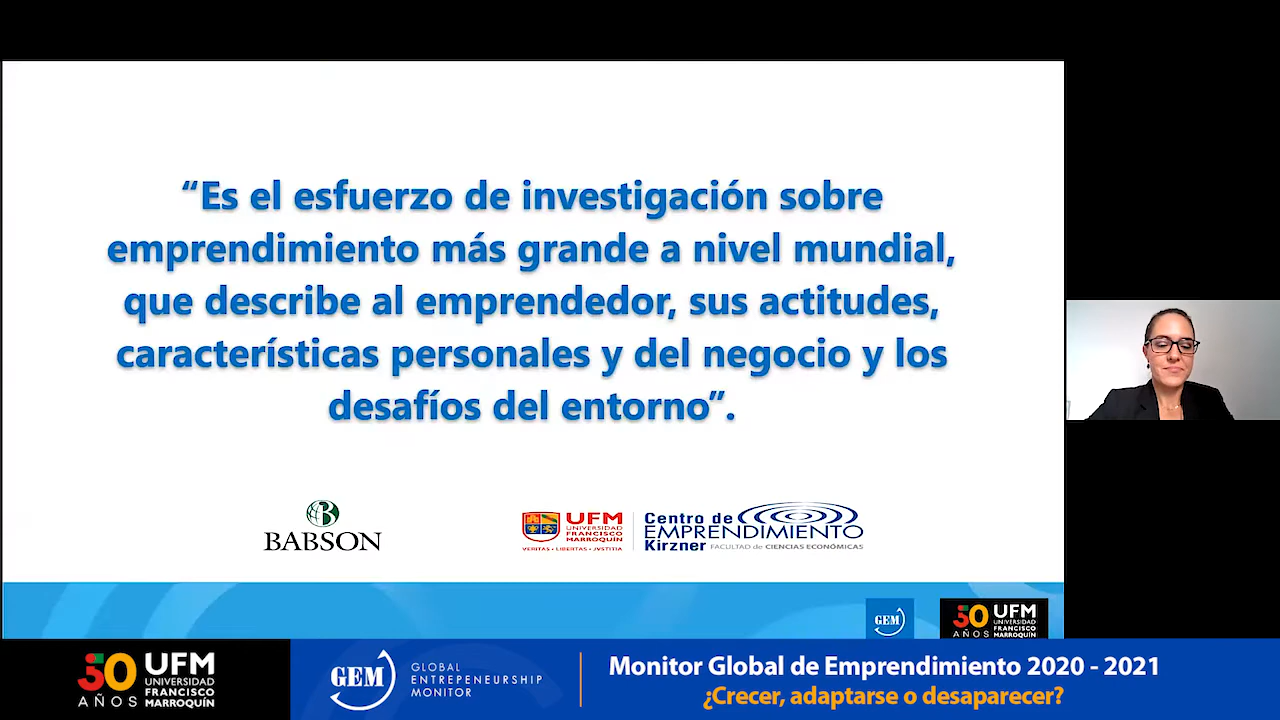 “Es el esfuerzo de investigación sobre
emprendimiento más grande a nivel mundial,
que describe al emprendedor, sus actitudes,
características personales y del negocio y los
desafíos del entorno”.
BABSON
UFM
UNIVERSIDAD
FRANCISCO
MARROQUÍN
VERITAS • LIBERTAS • JVSTITIA
Centro de
EMPRENDIMIENTO
Kirzner FACULTAD de CIENCIAS ECONÓMICAS
GEM
50 AÑOS
UFM
UNIVERSIDAD
FRANCISCO
MARROQUÍN
50 AÑOS
UFM
UNIVERSIDAD
FRANCISCO
MARROQUÍN
GEM
GLOBAL
ENTREPENEURSHIP
MONITOR
Monitor Global de Emprendimiento 2020 - 2021
¿Crecer, adaptarse o desaparecer?